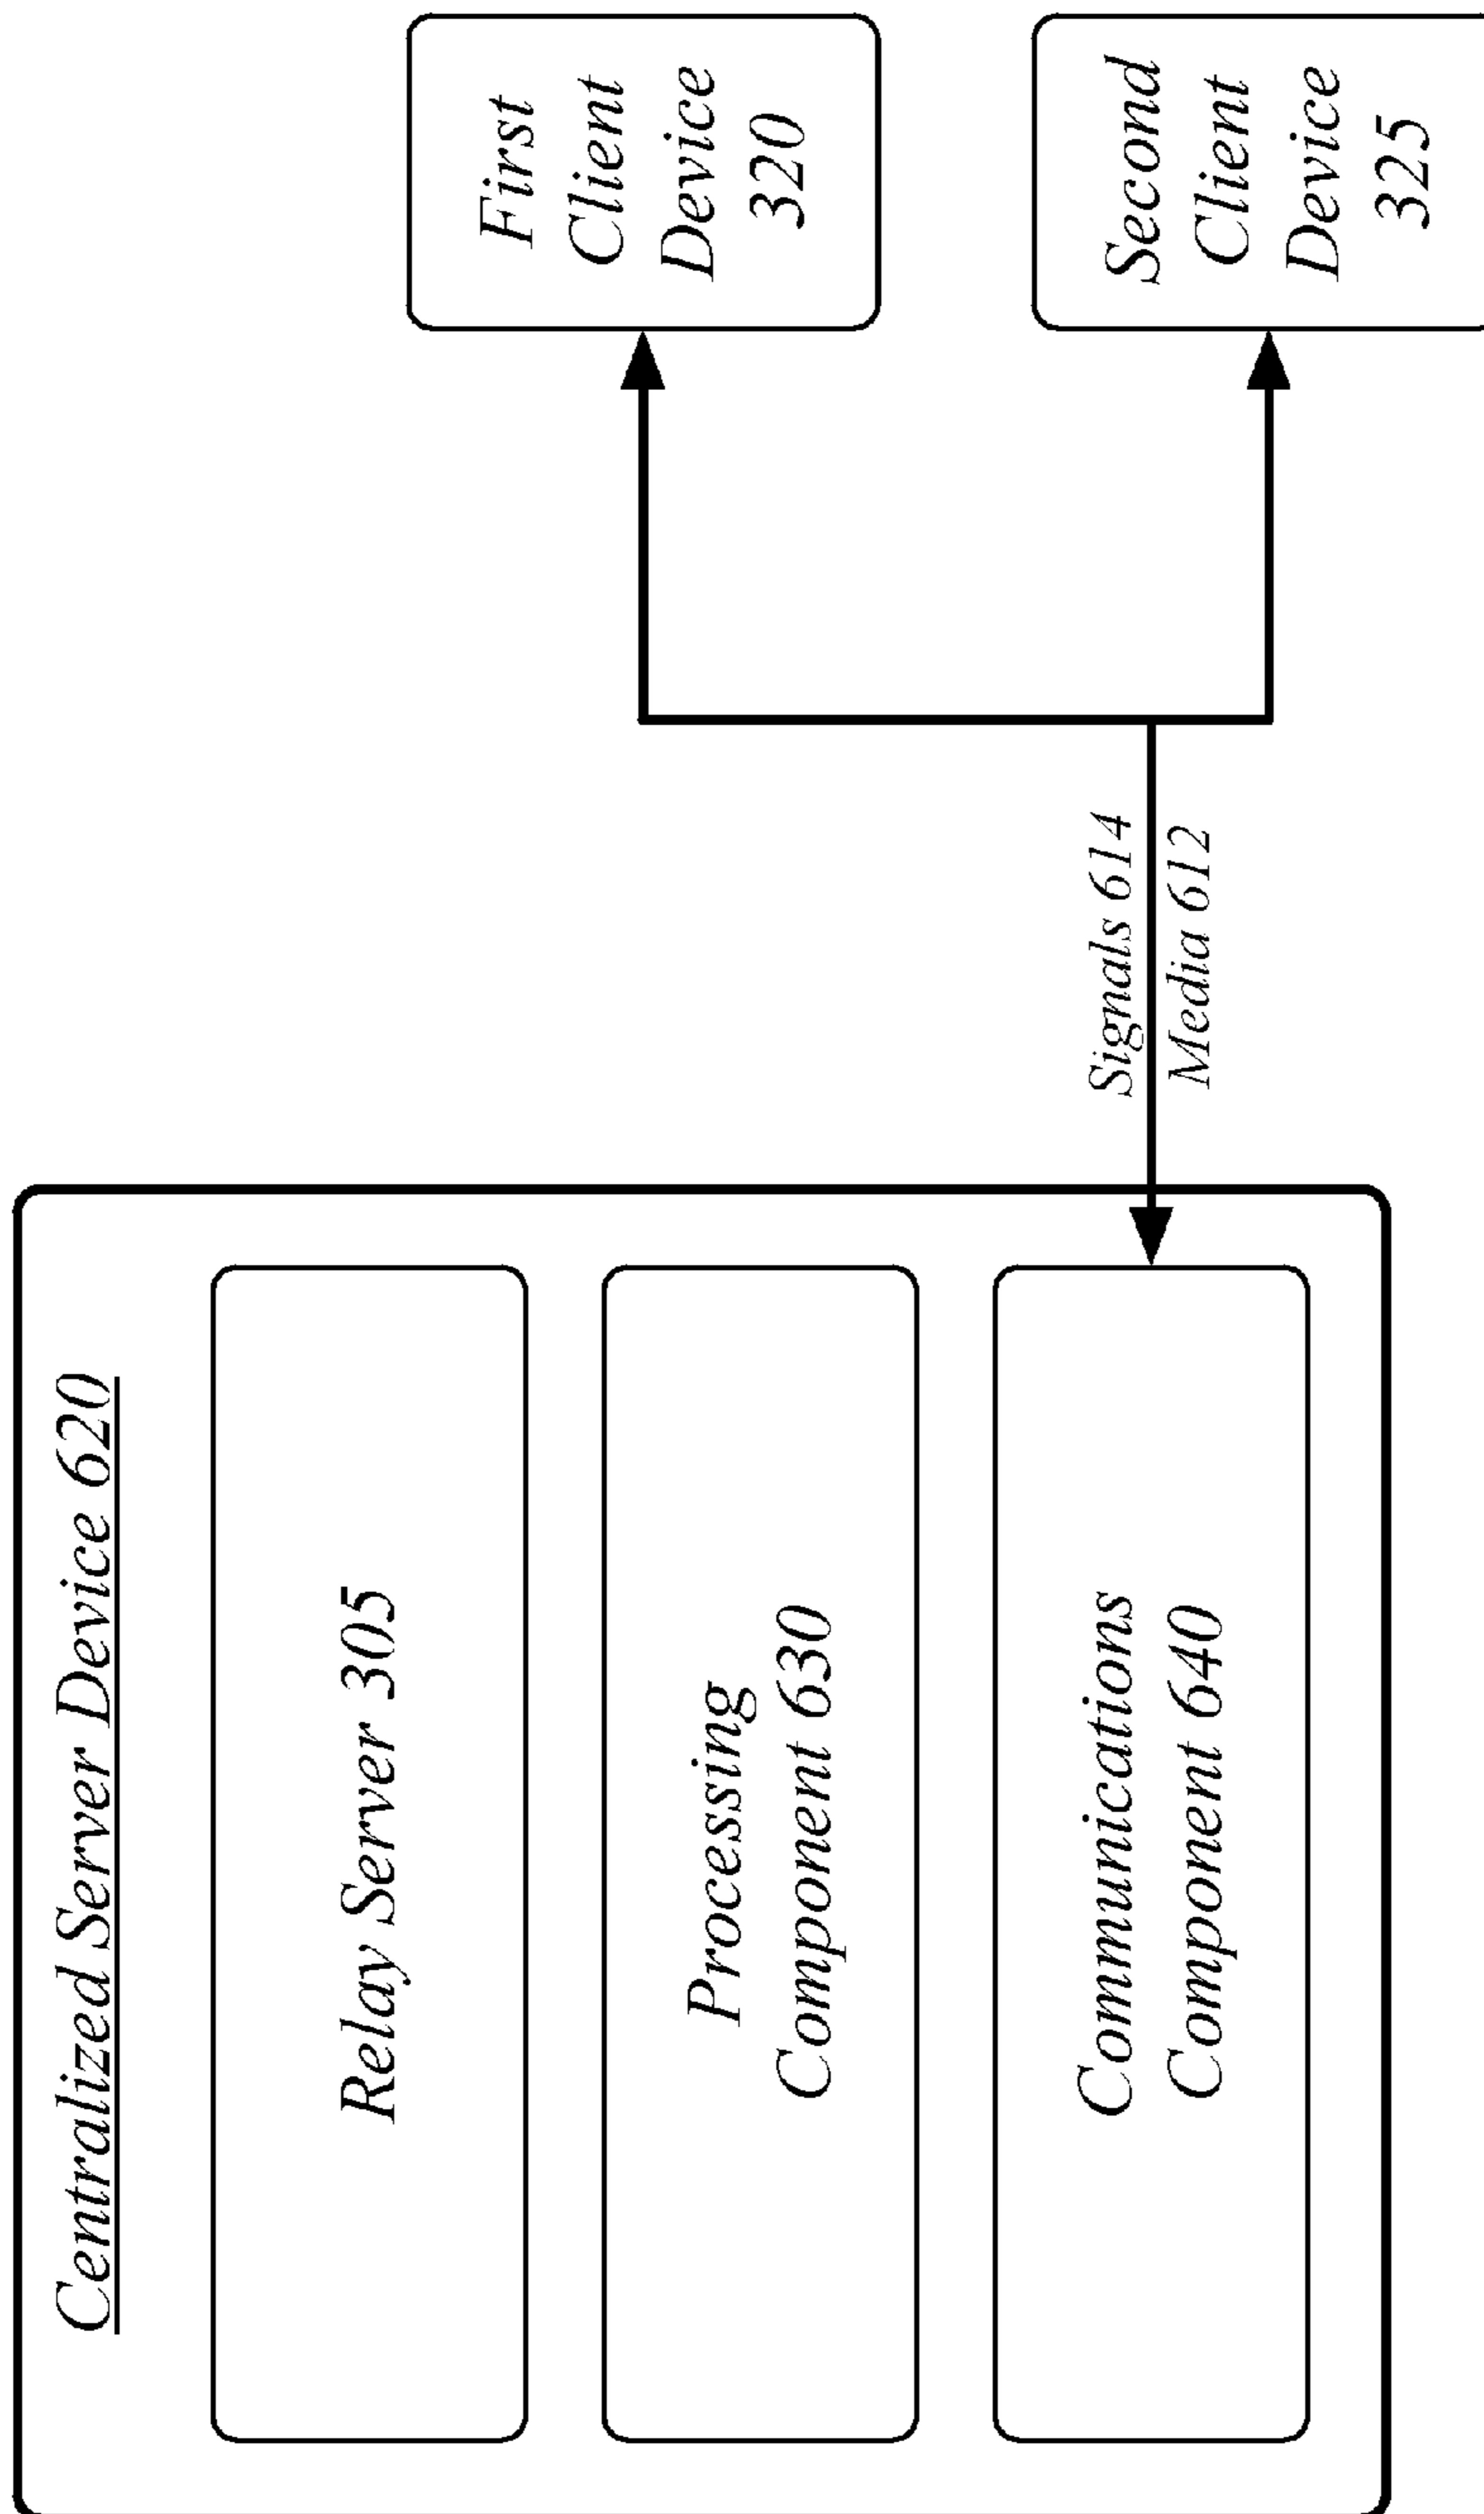 Centralized Server Device 620
Relay Server 305
Processing
Component 630
Communications
Component 640
Signals 614
Media 612
First
Client
Device
320
Second
Client
Device
325